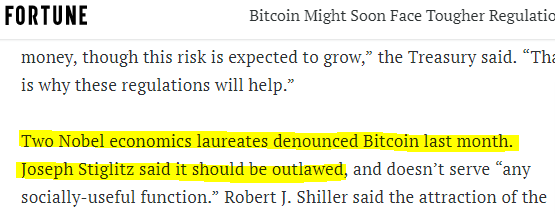 FORTUNE
Bitcoin Might Soon Face Tougher Regulatio
money, though this risk is expected to grow,” the Treasury said. “Tha
is why these regulations will help.”
Two Nobel economics laureates denounced Bitcoin last month.
Joseph Stiglitz said it should be outlawed, and doesn’t serve “any
socially-useful function.” Robert J. Shiller said the attraction of the